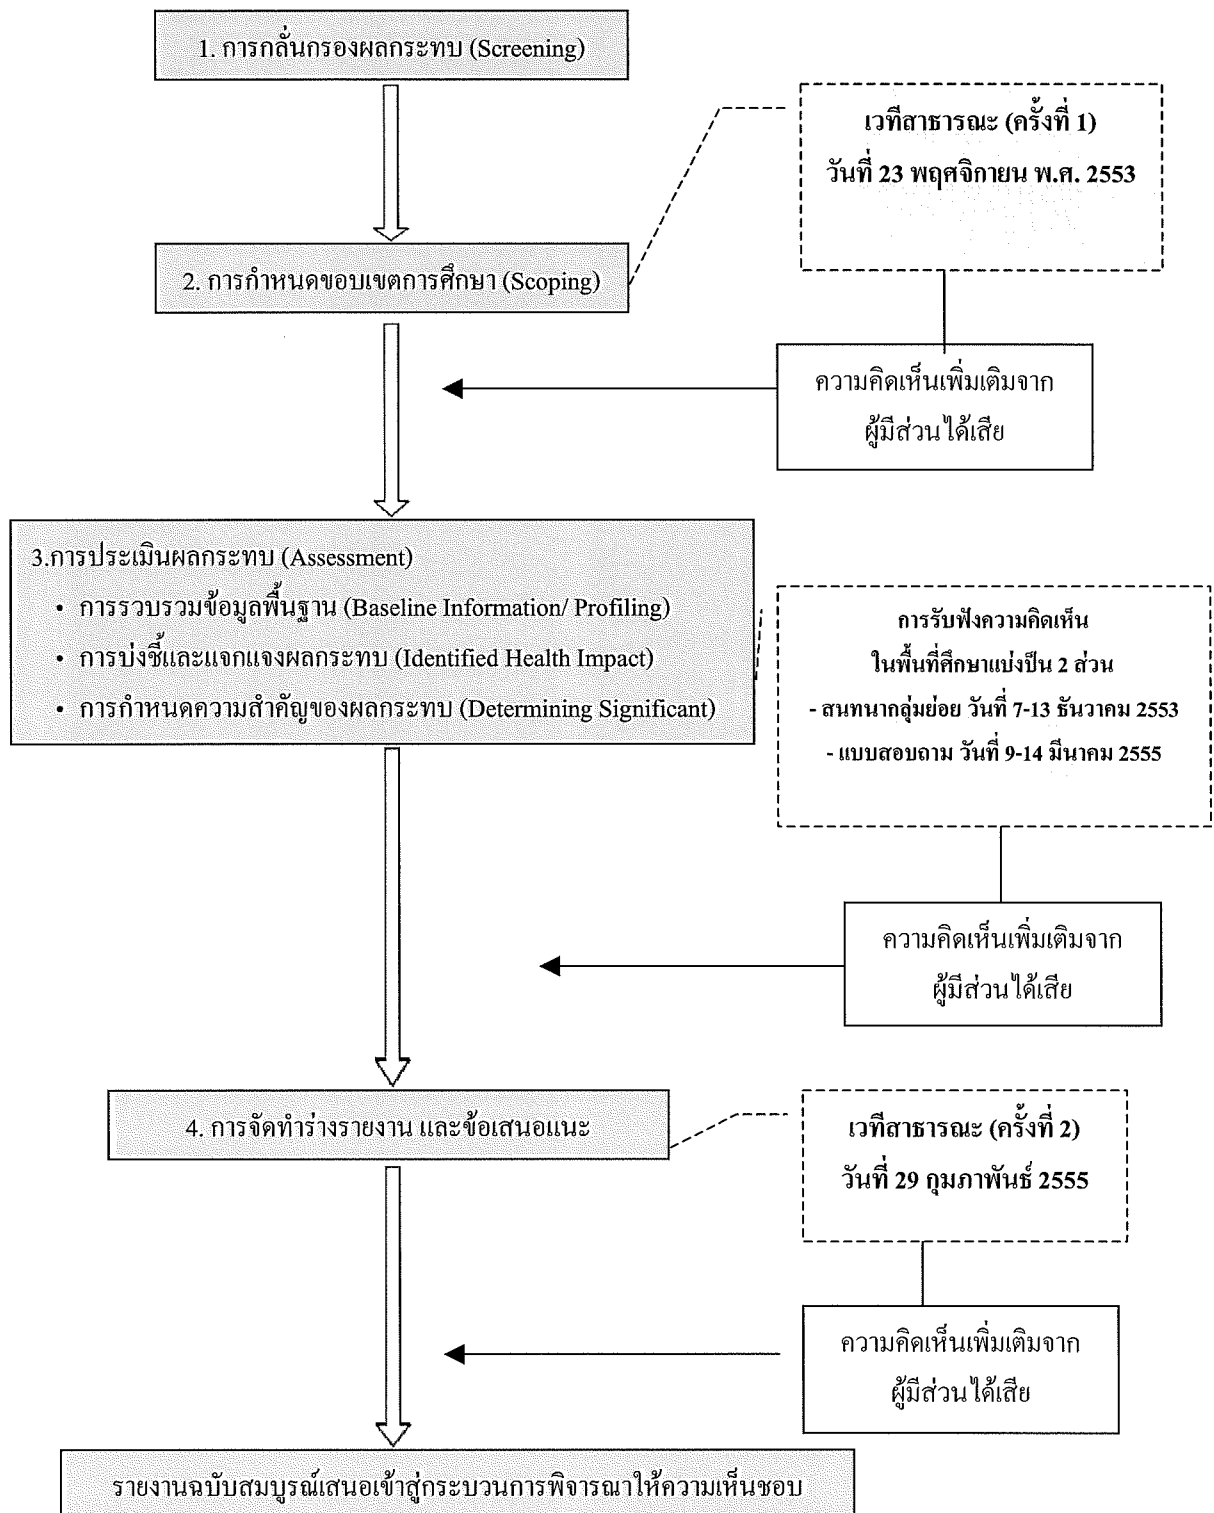 1. การกลั่นกรองผลกระทบ (Screening)
เวทีสาธารณะ (ครั้งที่ 1)
วันที่ 23 พฤศจิกายน พ.ศ. 2553
2. การกำหนดขอบเขตการศึกษา (Scoping)
ความคิดเห็นเพิ่มเติมจาก
ผู้มีส่วนได้เสีย
3.การประเมินผลกระทบ (Assessment)
• การรวบรวมข้อมูลพื้นฐาน (Baseline Information/ Profiling)
• การบ่งชี้และแจกแจงผลกระทบ (Identified Health Impact)
• การกำหนดความสำคัญของผลกระทบ (Determining Significant)
การรับฟังความคิดเห็น
ในพื้นที่ศึกษาแบ่งป็น 2 ส่วน
- สนทนากลุ่มย่อย วันที่ 7-13 ธันวาคม 2553
- แบบสอบถาม วันที่ 9-14 มีนาคม 2555
ความคิดเห็นเพิ่มเติมจาก
ผู้มีส่วนได้เสีย
4. การจัดทำร่างรายงาน และข้อเสนอแนะ
เวทีสาธารณะ (ครั้งที่ 2)
วันที่ 29 กุมภาพันธ์ 2555
ความคิดเห็นเพิ่มเติมจาก
ผู้มีส่วนได้เสีย
รายงานฉบับสมบูรณ์เสนอเข้าสู่กระบวนการพิจารณาให้ความเห็นชอบ